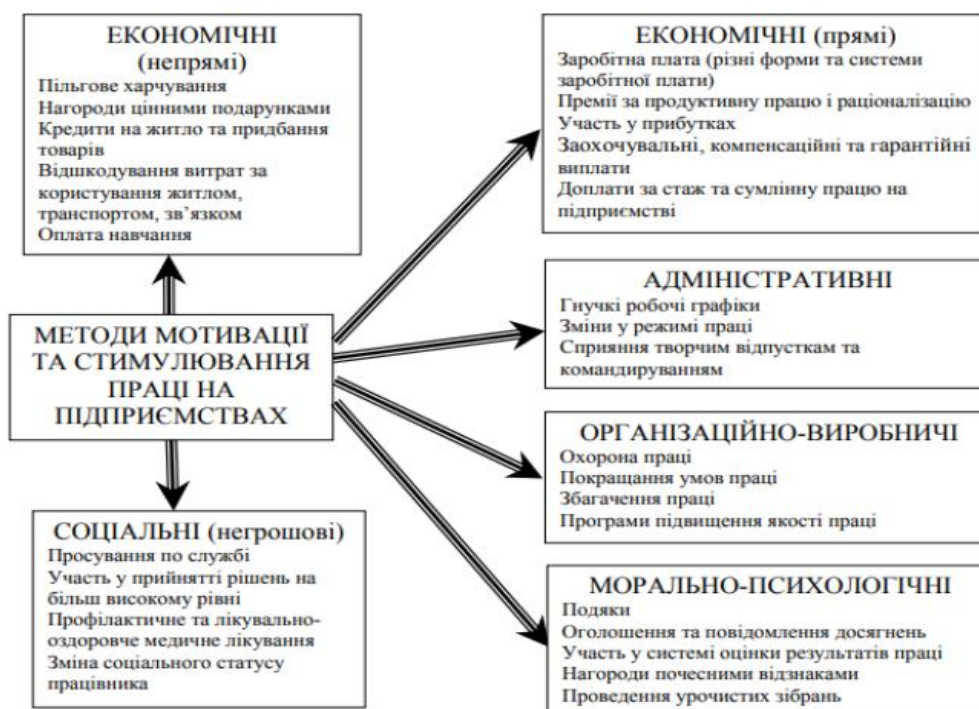 ЕКОНОМІЧНІ
(непрямі)
Пільгове харчування
Нагороди цінними подарунками
Кредити на житло та придбання
товарів
Відшкодування витрат за
користування житлом,
транспортом, зв’язком
Оплата навчання
ЕКОНОМІЧНІ (прямі)
Заробітна плата (різні форми та системи
заробітної плати)
Премії за продуктивну працю і раціоналізацію
Участь у прибутках
Заохочувальні, компенсаційні та гарантійні
виплати
Доплати за стаж та сумлінну працю на
підприємстві
МЕТОДИ МОТИВАЦІЇ
ТА СТИМУЛЮВАННЯ
ПРАЦІ НА
ПІДПРИЄМСТВАХ
АДМІНІСТРАТИВНІ
Гнучкі робочі графіки
Зміни у режимі праці
Сприяння творчим відпусткам та
командируванням
ОРГАНІЗАЦІЙНО-ВИРОБНИЧІ
Охорона праці
Покращання умов праці
Збагачення праці
Програми підвищення якості праці
СОЦІАЛЬНІ (негрошові)
Просування по службі
Участь у прийнятті рішень на
більш високому рівні
Профілактичне та лікувально-
оздоровче медичне лікування
Зміна соціального статусу
працівника
МОРАЛЬНО-ПСИХОЛОГІЧНІ
Подяки
Оголошення та повідомлення досягнень
Участь у системі оцінки результатів праці
Нагороди почесними відзнаками
Проведення урочистих зібрань